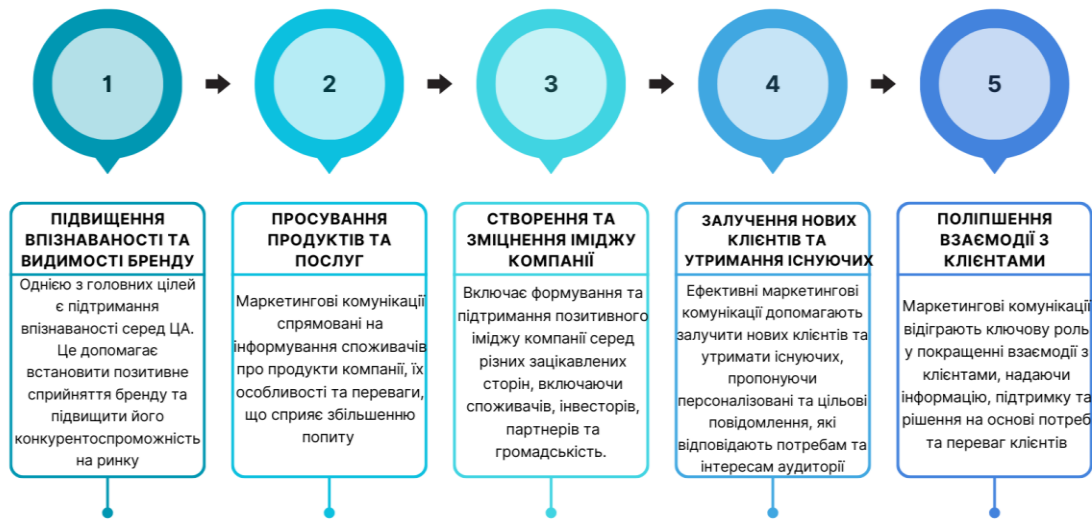 1
2
3
4
5
ПІДВИЩЕННЯ
ВПІЗНАВАНОСТІ ТА
ВИДИМОСТІ БРЕНДУ
Однією з головних цілей
є підтримання
впізнаваності серед ЦА.
Це допомагає
встановити позитивне
сприйняття бренду та
підвищити його
конкурентоспроможність
на ринку
ПРОСУВАННЯ
ПРОДУКТІВ ТА
ПОСЛУГ
Маркетингові комунікації
спрямовані на
інформування споживачів
про продукти компанії, їх
особливості та переваги,
що сприяє збільшенню
попиту
СТВОРЕННЯ ТА
ЗМІЦНЕННЯ ІМІДЖУ
КОМПАНІЇ
Включає формування та
підтримання позитивного
іміджу компанії серед
різних зацікавлених
сторін, включаючи
споживачів, інвесторів,
партнерів та
громадськість.
ЗАЛУЧЕННЯ НОВИХ
КЛІЄНТІВ ТА
УТРИМАННЯ ІСНУЮЧИХ
Ефективні маркетингові
комунікації допомагають
залучити нових клієнтів та
утримати існуючих,
пропонуючи
персоналізовані та цільові
повідомлення, які
відповідають потребам та
інтересам аудиторії
ПОЛІПШЕННЯ
ВЗАЄМОДІЇ З
КЛІЄНТАМИ
Маркетингові комунікації
відіграють ключову роль
у покращенні взаємодії з
клієнтами, надаючи
інформацію, підтримку та
рішення на основі потреб
та переваг клієнтів